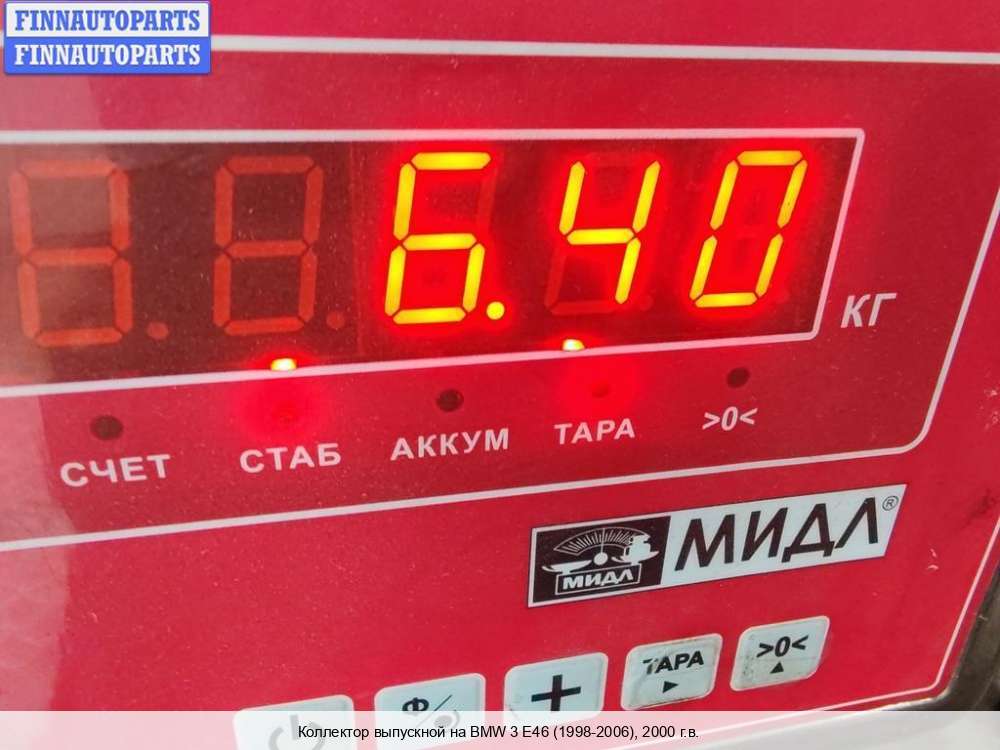 FINNAUTOPARTS
FINNAUTOPARTS
6.40
КГ
СЧЕТ СТАБ АККУМ ТАРА >0<
МИДЛ МИДЛ®
Ф + ТАРА >0<
Коллектор выпускной на BMW 3 E46 (1998-2006), 2000 г.в.